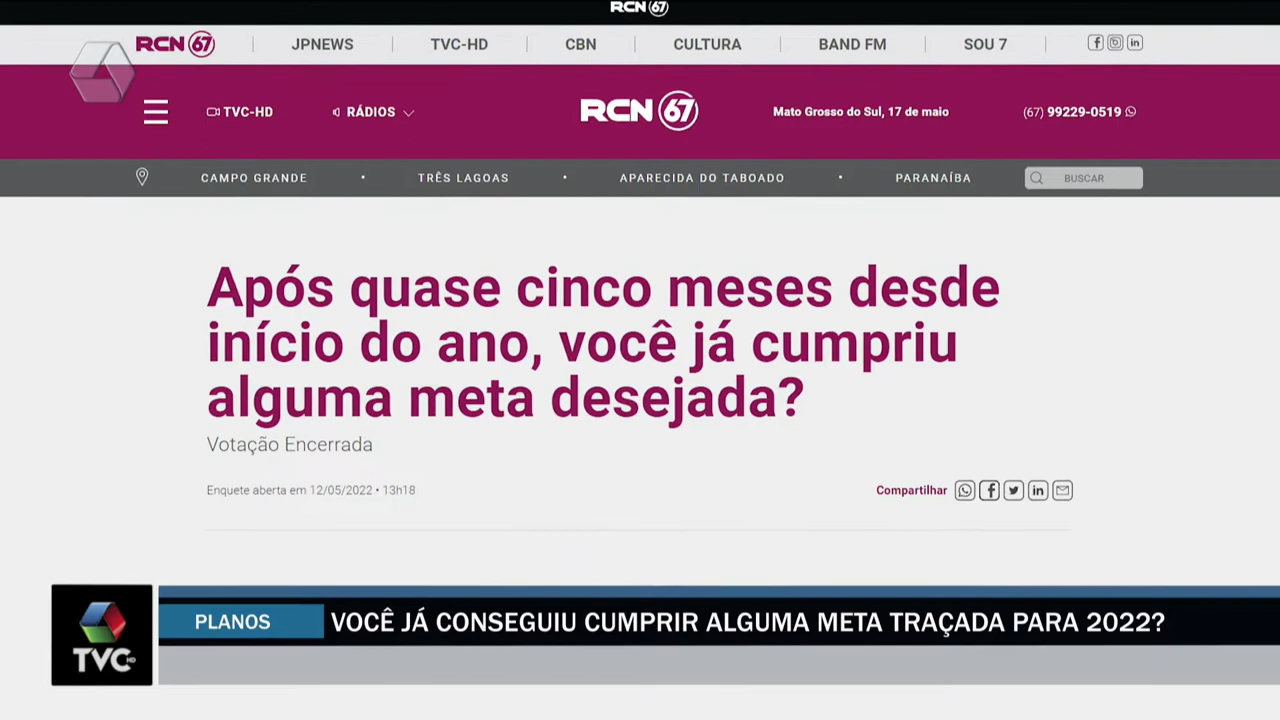 RCN 67
RCN 67 JPNEWS TVC-HD CBN CULTURA BAND FM SOU 7
TVC-HD RÁDIOS RCN 67 Mato Grosso do Sul, 17 de maio (67) 99229-0519
CAMPO GRANDE • TRÊS LAGOAS • APARECIDA DO TABOADO • PARANAÍBA BUSCAR
Após quase cinco meses desde
início do ano, você já cumpriu
alguma meta desejada?
Votação Encerrada
Enquete aberta em 12/05/2022 • 13h18 Compartilhar
PLANOS VOCÊ JÁ CONSEGUIU CUMPRIR ALGUMA META TRAÇADA PARA 2022?
TVC HD